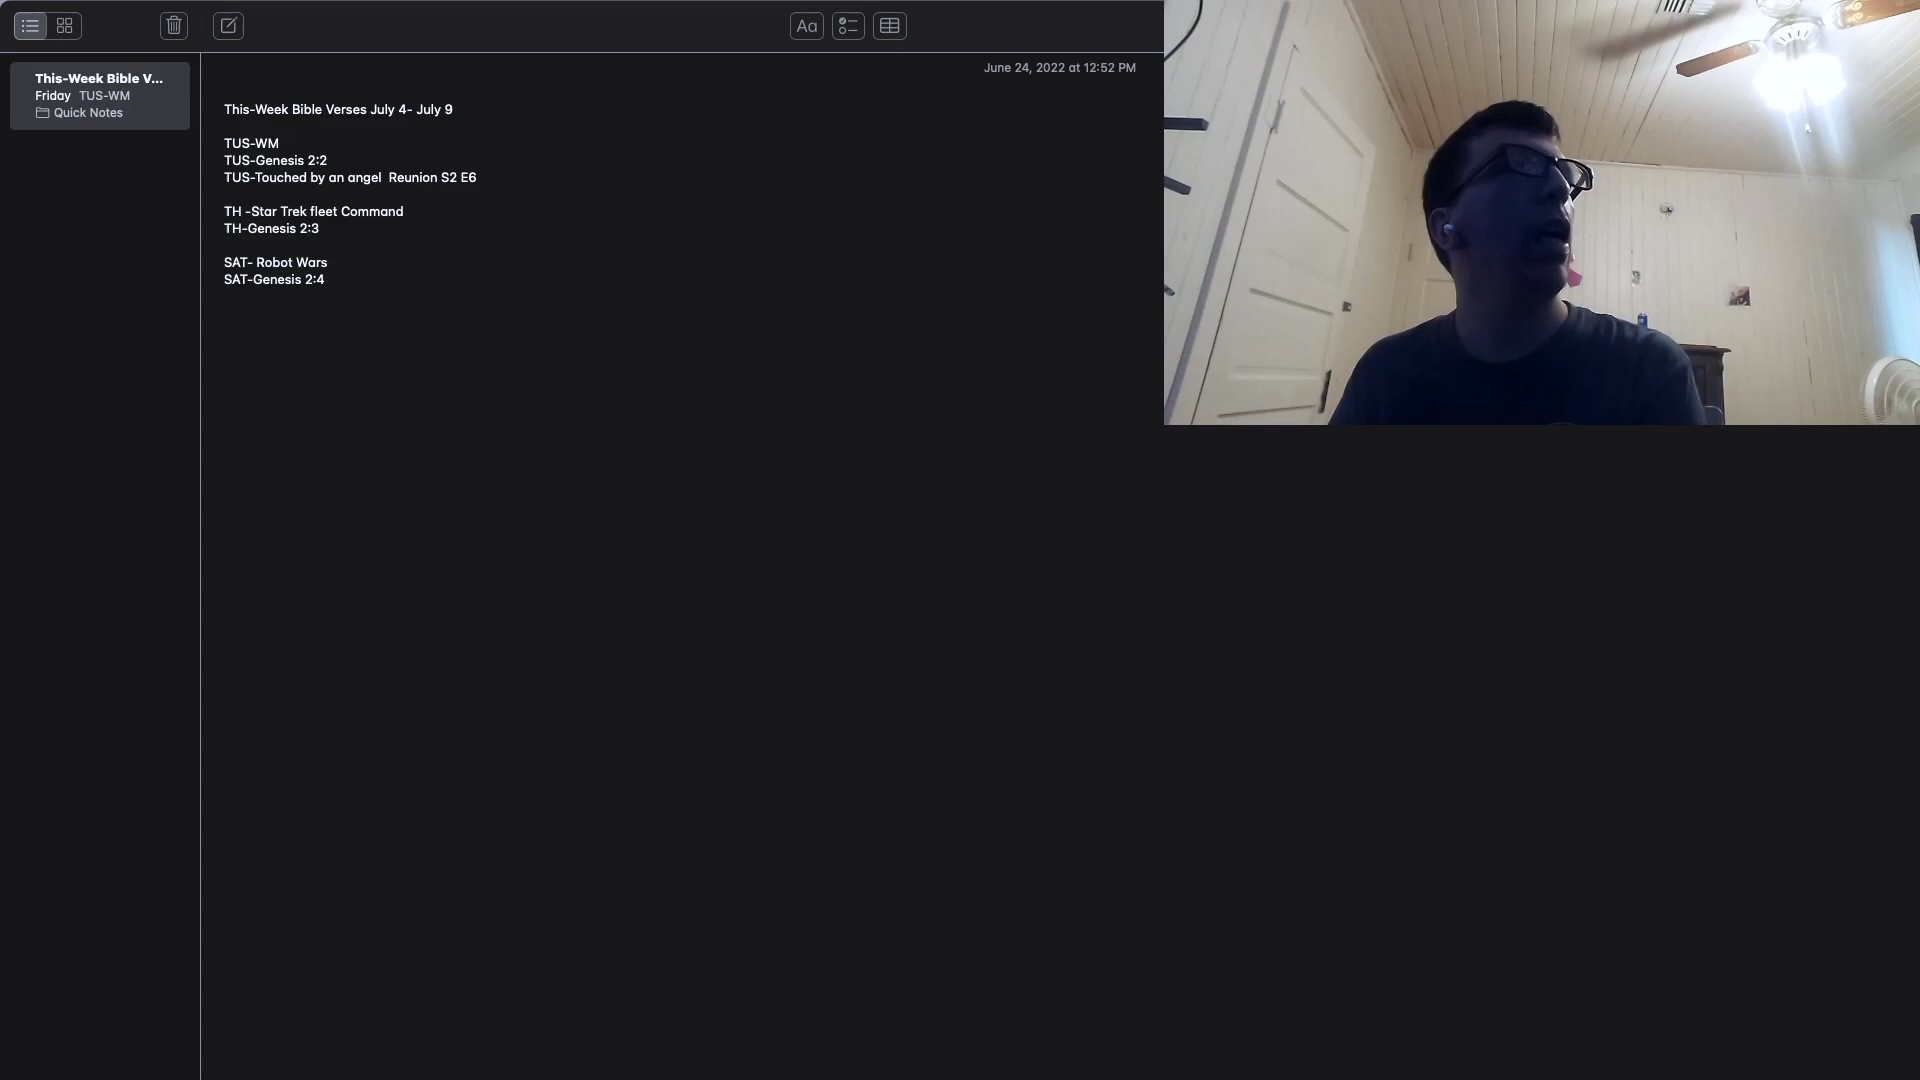 Aa
June 24, 2022 at 12:52 PM
This-Week Bible V...
Friday TUS-WM
Quick Notes
This-Week Bible Verses July 4- July 9
TUS-WM
TUS-Genesis 2:2
TUS-Touched by an angel  Reunion S2 E6
TH -Star Trek fleet Command
TH-Genesis 2:3
SAT- Robot Wars
SAT-Genesis 2:4